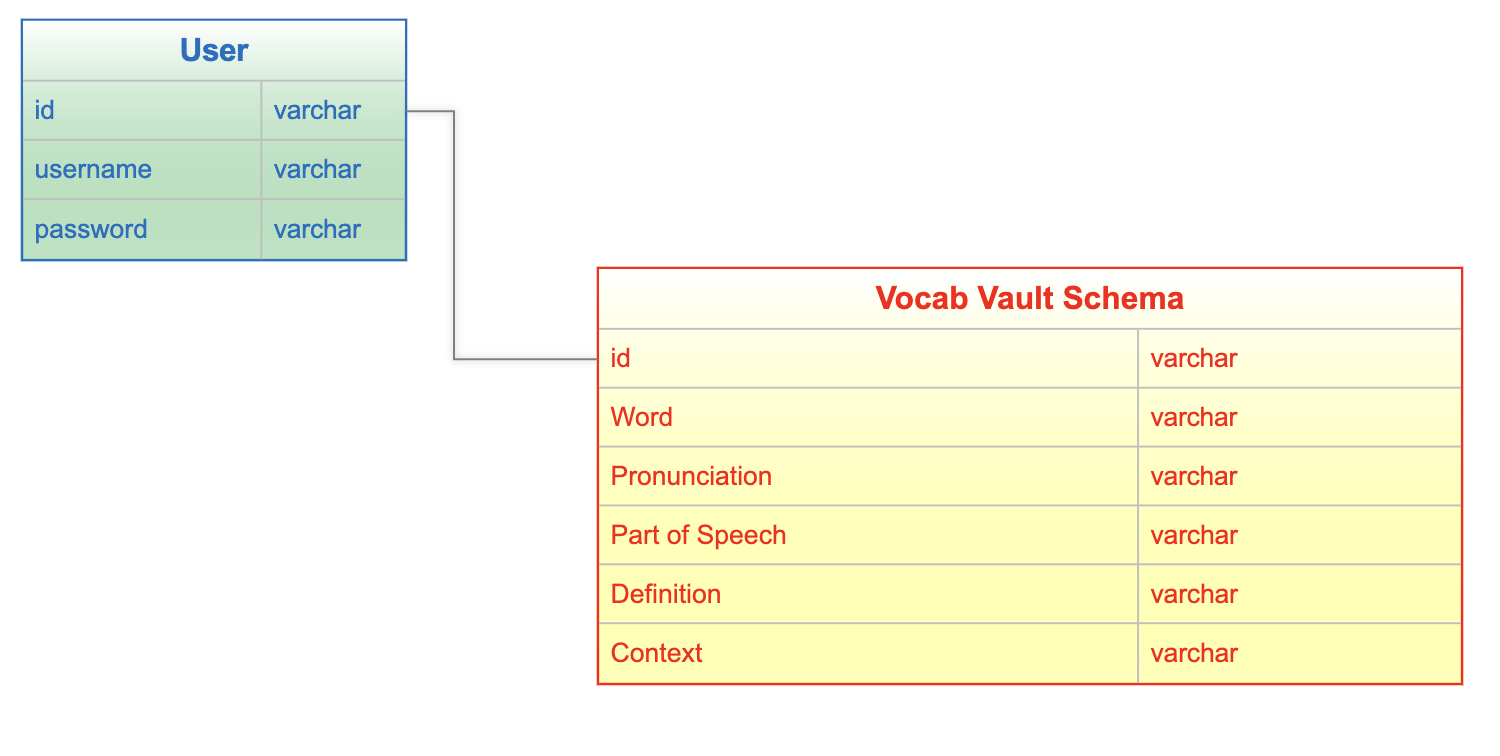 User
id varchar
username varchar
password varchar
Vocab Vault Schema
id varchar
Word varchar
Pronunciation varchar
Part of Speech varchar
Definition varchar
Context varchar